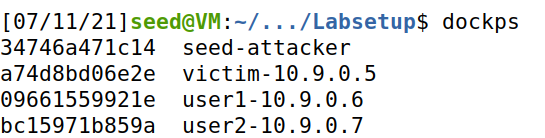 [07/11/21]seed@VM:~/.../Labsetup$ dockps
34746a471c14  seed-attacker
a74d8bd06e2e  victim-10.9.0.5
09661559921e  user1-10.9.0.6
bc15971b859a  user2-10.9.0.7